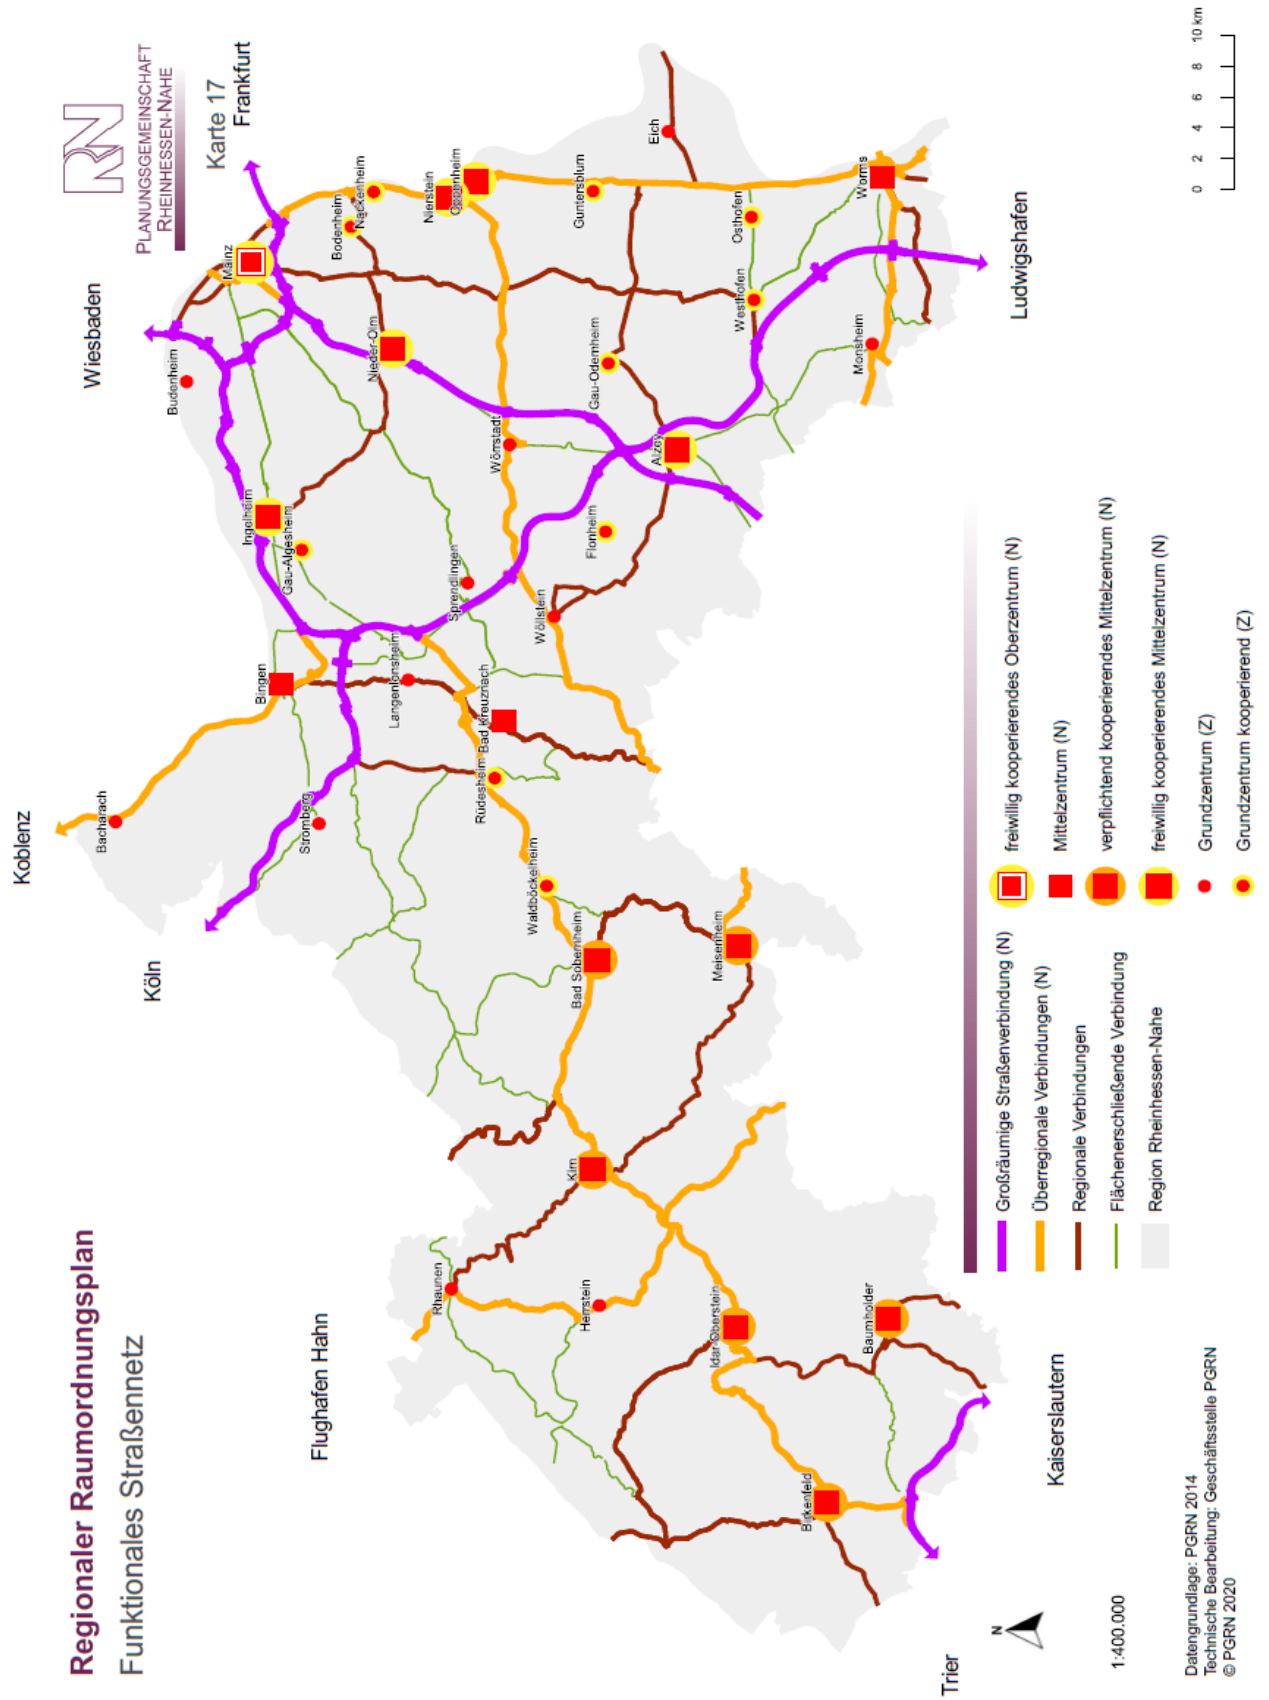 Regionaler Raumordnungsplan
Funktionales Straßennetz
RN
PLANUNGSGEMEINSCHAFT
RHEINHESSEN-NAHE
Karte 17
Koblenz
Wiesbaden
Frankfurt
Köln
Flughafen Hahn
Trier
Kaiserslautern
Ludwigshafen
Bacharach
Budenheim
Mainz
Bingen
Ingelheim
Gau-Algesheim
Stromberg
Bodenheim
Nackenheim
Nieder-Olm
Langenlonsheim
Nierstein
Oppenheim
Sprendlingen
Rhaunen
Rüdesheim
Bad Kreuznach
Wörrstadt
Waldböckelheim
Wöllstein
Bad Sobernheim
Kirn
Herrstein
Flonheim
Gau-Odernheim
Guntersblum
Eich
Alzey
Meisenheim
Idar-Oberstein
Westhofen
Osthofen
Birkenfeld
Baumholder
Monsheim
Worms
Großräumige Straßenverbindung (N)
Überregionale Verbindungen (N)
Regionale Verbindungen
Flächenerschließende Verbindung
Region Rheinhessen-Nahe
freiwillig kooperierendes Oberzentrum (N)
Mittelzentrum (N)
verpflichtend kooperierendes Mittelzentrum (N)
freiwillig kooperierendes Mittelzentrum (N)
Grundzentrum (Z)
Grundzentrum kooperierend (Z)
N
1:400.000
0 2 4 6 8 10 km
Datengrundlage: PGRN 2014
Technische Bearbeitung: Geschäftsstelle PGRN
© PGRN 2020